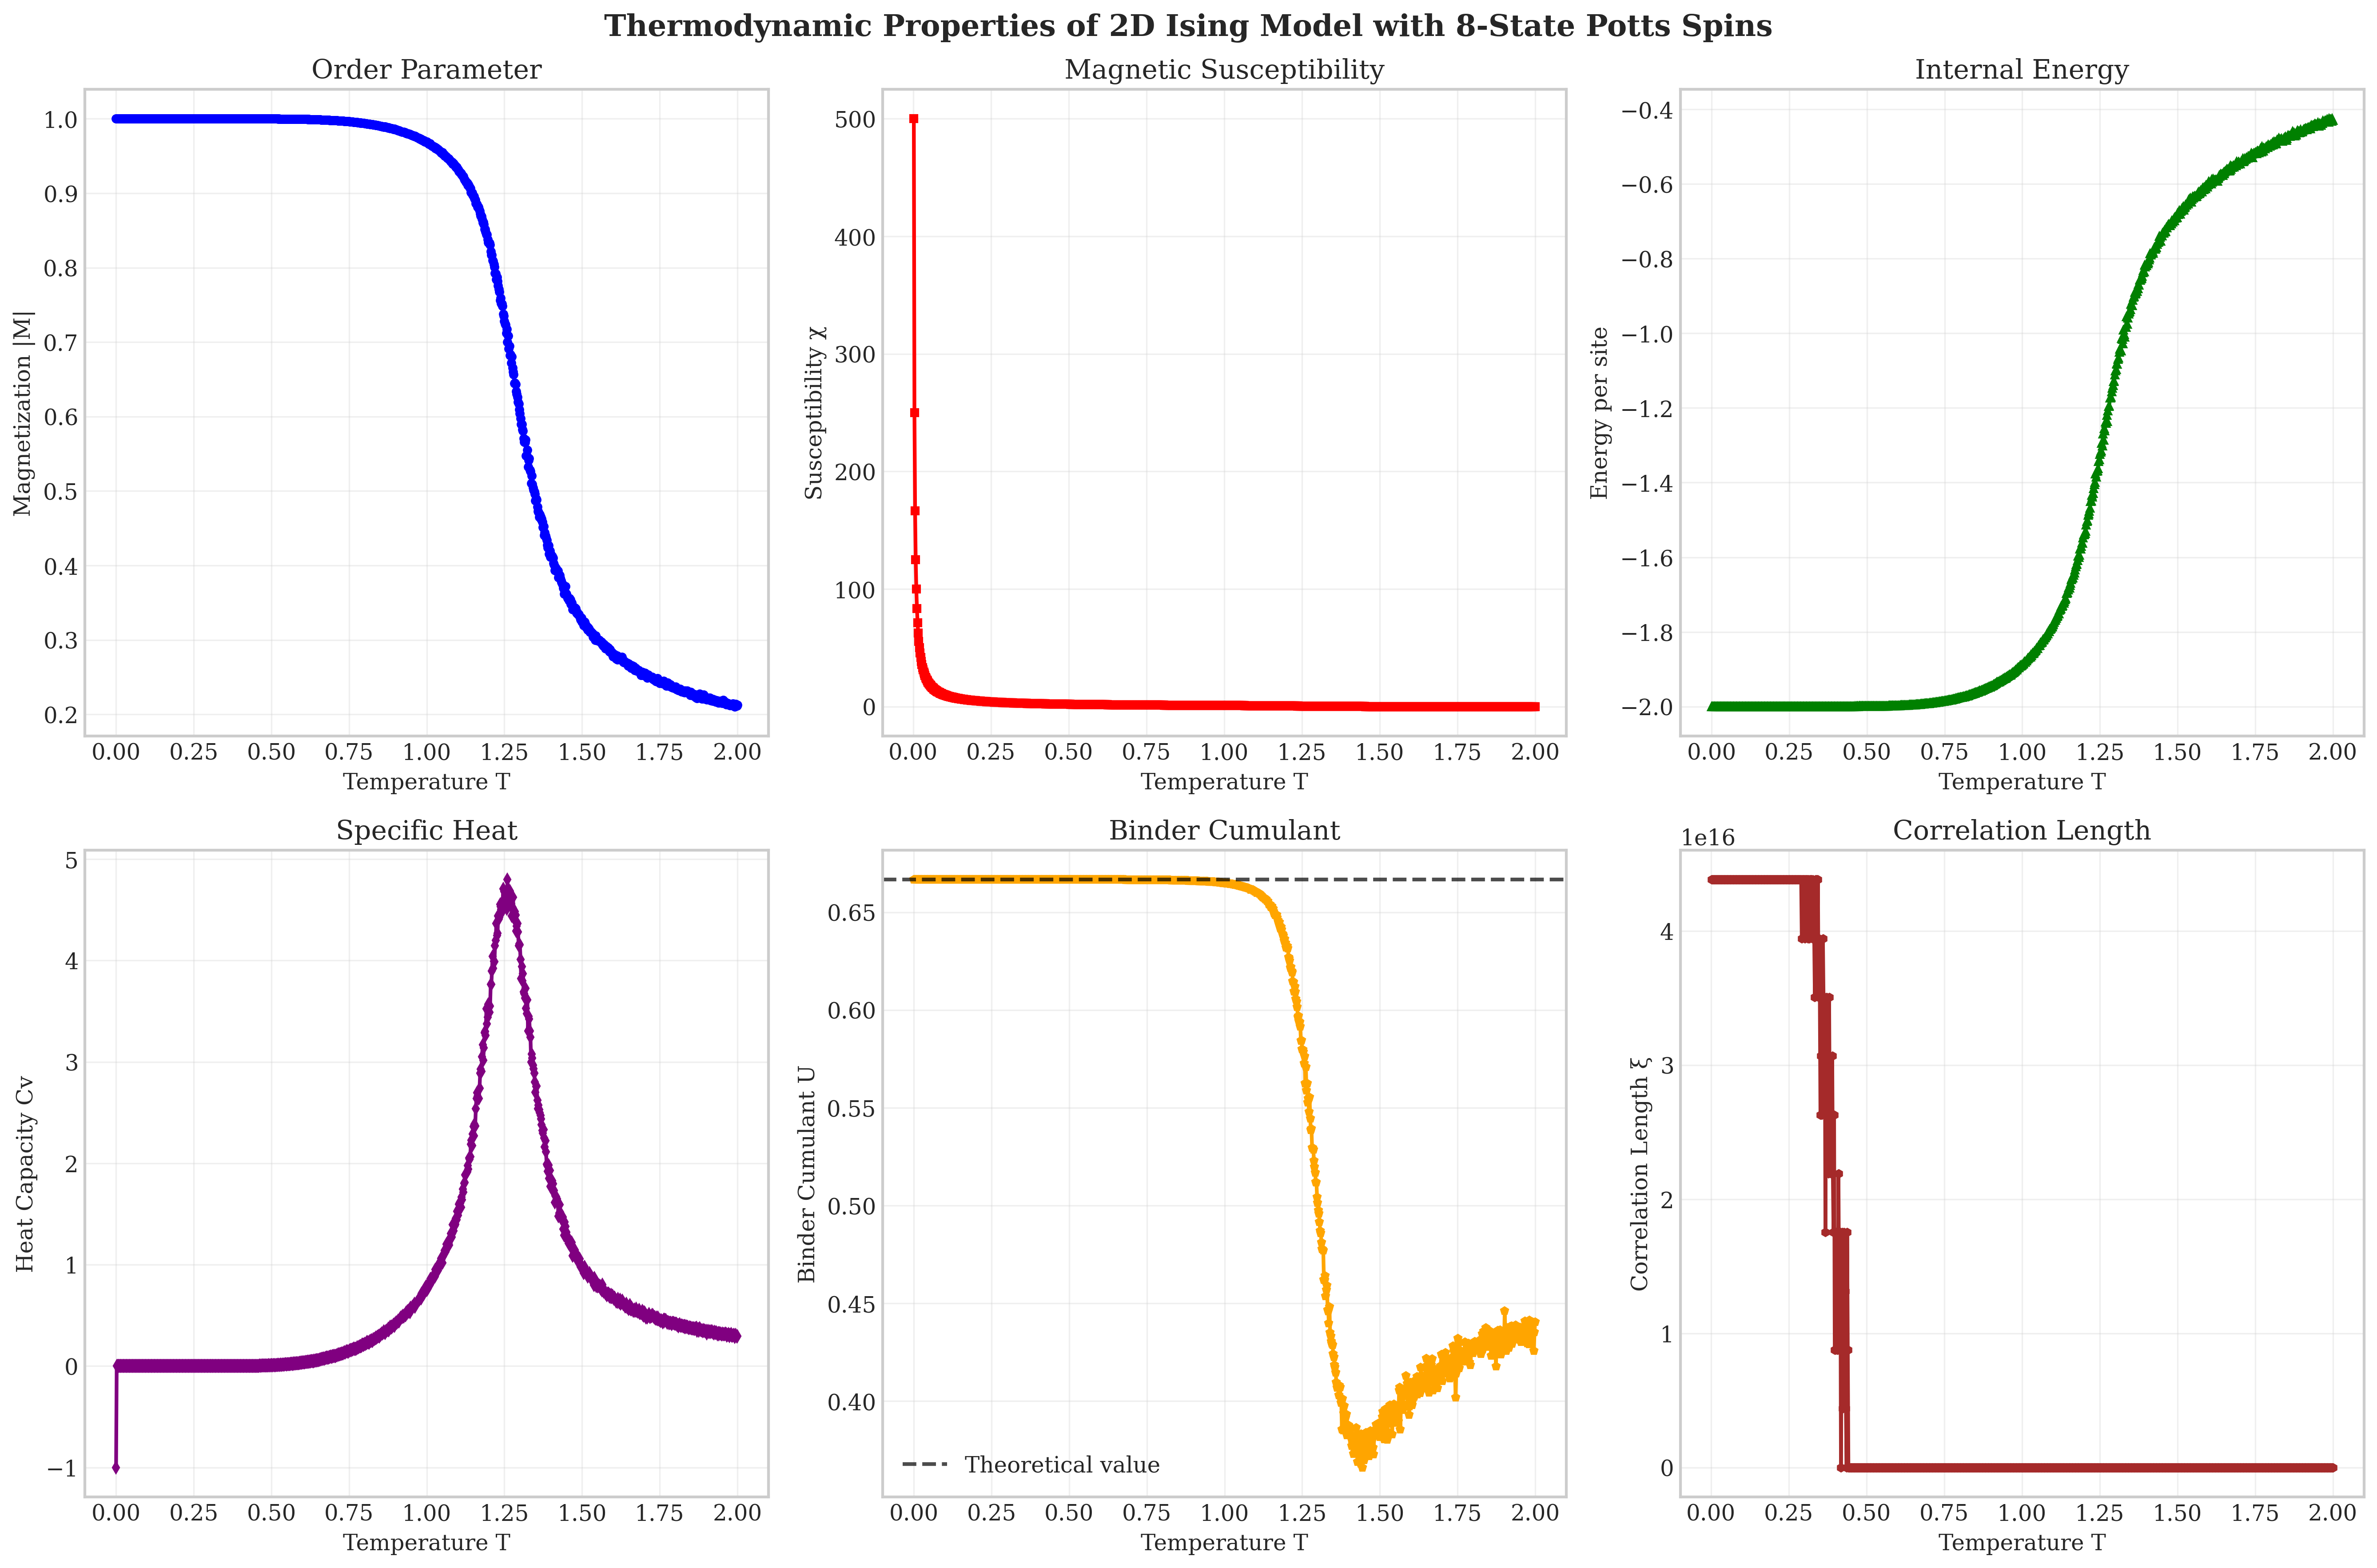 Thermodynamic Properties of 2D Ising Model with 8-State Potts Spins
Order Parameter
Magnetization |M|
1.0
0.9
0.8
0.7
0.6
0.5
0.4
0.3
0.2
0.00 0.25 0.50 0.75 1.00 1.25 1.50 1.75 2.00
Temperature T
Magnetic Susceptibility
Susceptibility χ
500
400
300
200
100
0
0.00 0.25 0.50 0.75 1.00 1.25 1.50 1.75 2.00
Temperature T
Internal Energy
Energy per site
−0.4
−0.6
−0.8
−1.0
−1.2
−1.4
−1.6
−1.8
−2.0
0.00 0.25 0.50 0.75 1.00 1.25 1.50 1.75 2.00
Temperature T
Specific Heat
Heat Capacity Cv
5
4
3
2
1
0
−1
0.00 0.25 0.50 0.75 1.00 1.25 1.50 1.75 2.00
Temperature T
Binder Cumulant
Binder Cumulant U
0.65
0.60
0.55
0.50
0.45
0.40
Theoretical value
0.00 0.25 0.50 0.75 1.00 1.25 1.50 1.75 2.00
Temperature T
Correlation Length
1e16
Correlation Length ξ
4
3
2
1
0
0.00 0.25 0.50 0.75 1.00 1.25 1.50 1.75 2.00
Temperature T